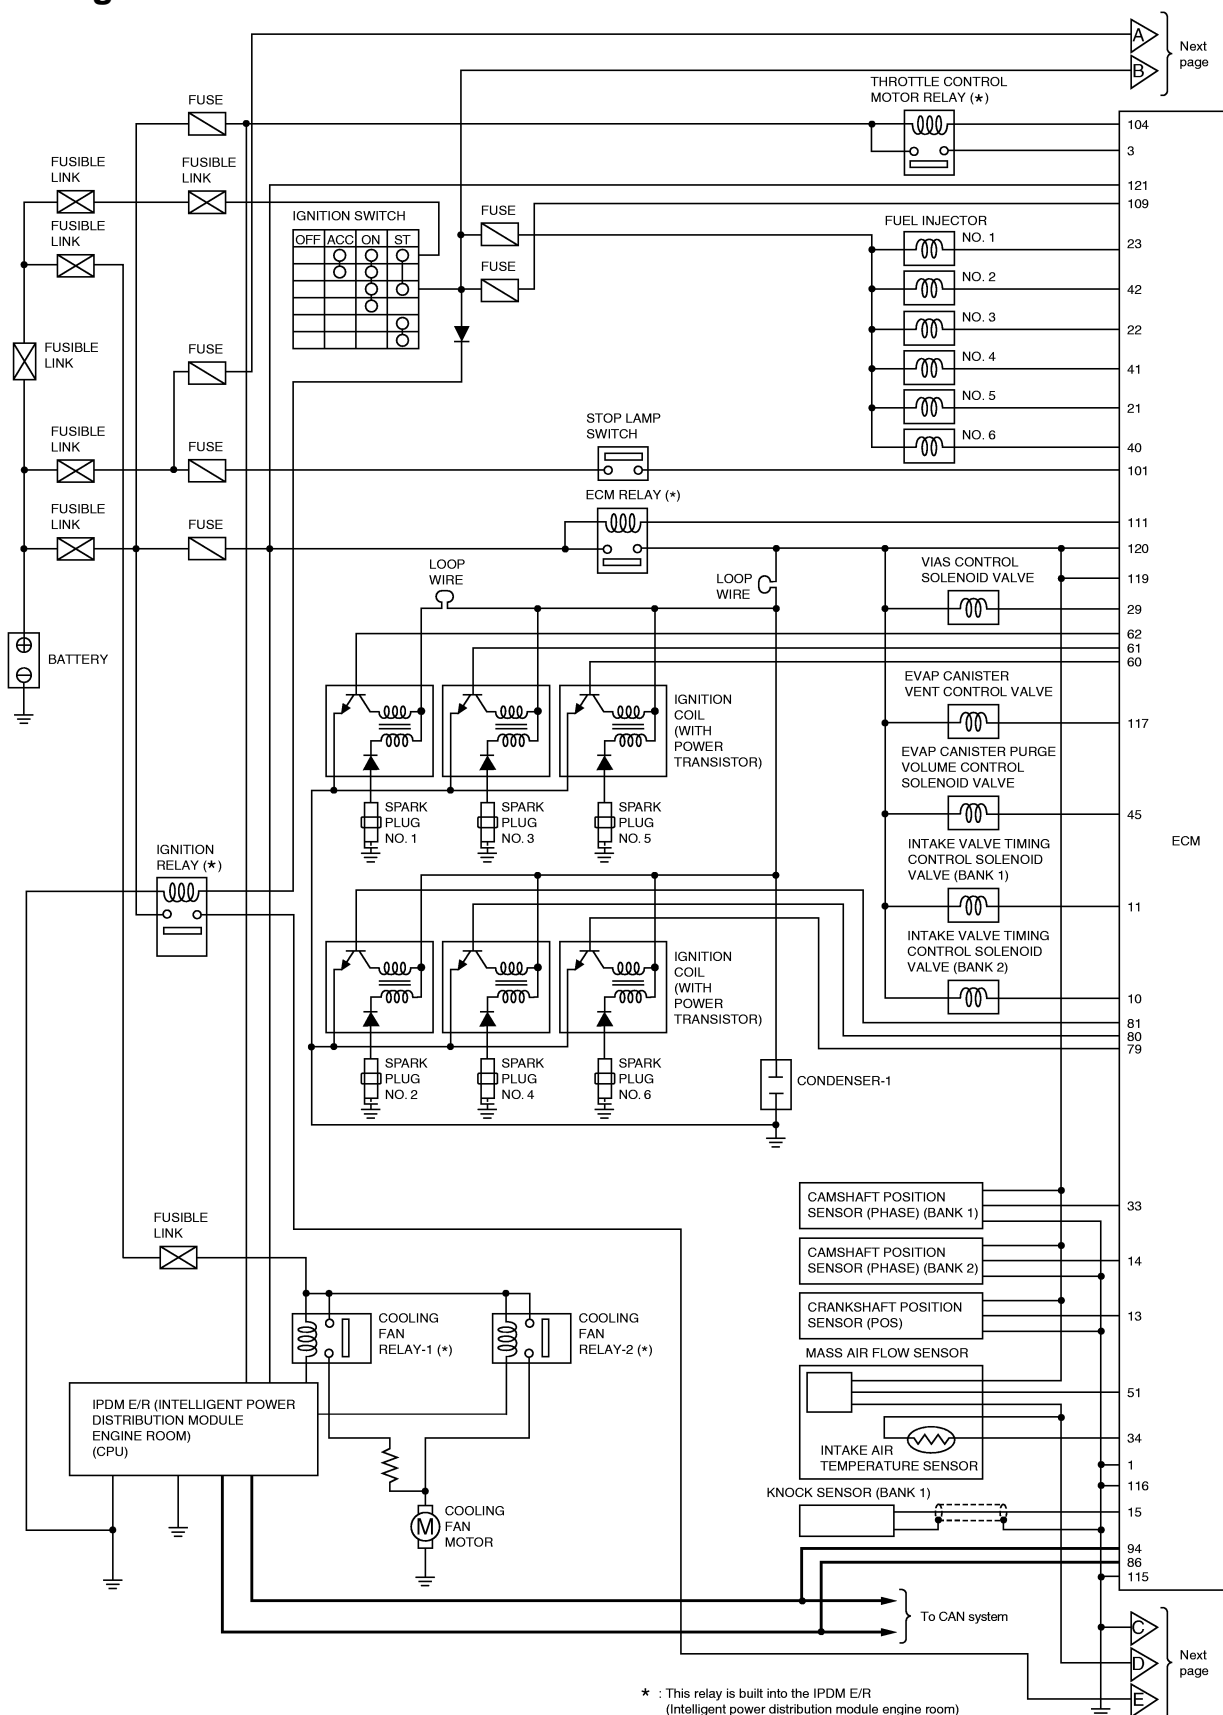 A
B
Next
page
THROTTLE CONTROL
MOTOR RELAY (*)
FUSE
104
3
FUSIBLE
LINK
FUSIBLE
LINK
121
109
IGNITION SWITCH
OFF ACC ON ST
FUSE
FUSE
FUSIBLE
LINK
FUEL INJECTOR
NO. 1
23
NO. 2
42
NO. 3
22
NO. 4
41
NO. 5
21
NO. 6
40
FUSIBLE
LINK
FUSE
STOP LAMP
SWITCH
101
FUSIBLE
LINK
FUSE
ECM RELAY (*)
111
FUSIBLE
LINK
FUSE
120
LOOP
WIRE
LOOP
WIRE
VIAS CONTROL
SOLENOID VALVE
119
29
62
61
60
BATTERY
IGNITION
COIL
(WITH
POWER
TRANSISTOR)
EVAP CANISTER
VENT CONTROL VALVE
117
EVAP CANISTER PURGE
VOLUME CONTROL
SOLENOID VALVE
45
SPARK
PLUG
NO. 1
SPARK
PLUG
NO. 3
SPARK
PLUG
NO. 5
ECM
IGNITION
RELAY (*)
INTAKE VALVE TIMING
CONTROL SOLENOID
VALVE (BANK 1)
11
INTAKE VALVE TIMING
CONTROL SOLENOID
VALVE (BANK 2)
10
IGNITION
COIL
(WITH
POWER
TRANSISTOR)
81
80
79
SPARK
PLUG
NO. 2
SPARK
PLUG
NO. 4
SPARK
PLUG
NO. 6
CONDENSER-1
CAMSHAFT POSITION
SENSOR (PHASE) (BANK 1)
33
FUSIBLE
LINK
CAMSHAFT POSITION
SENSOR (PHASE) (BANK 2)
14
CRANKSHAFT POSITION
SENSOR (POS)
13
COOLING
FAN
RELAY-1 (*)
COOLING
FAN
RELAY-2 (*)
MASS AIR FLOW SENSOR
51
IPDM E/R (INTELLIGENT POWER
DISTRIBUTION MODULE
ENGINE ROOM)
(CPU)
34
INTAKE AIR
TEMPERATURE SENSOR
1
116
KNOCK SENSOR (BANK 1)
15
M
COOLING
FAN
MOTOR
94
86
115
To CAN system
C
D
E
Next
page
* : This relay is built into the IPDM E/R
(Intelligent power distribution module engine room)